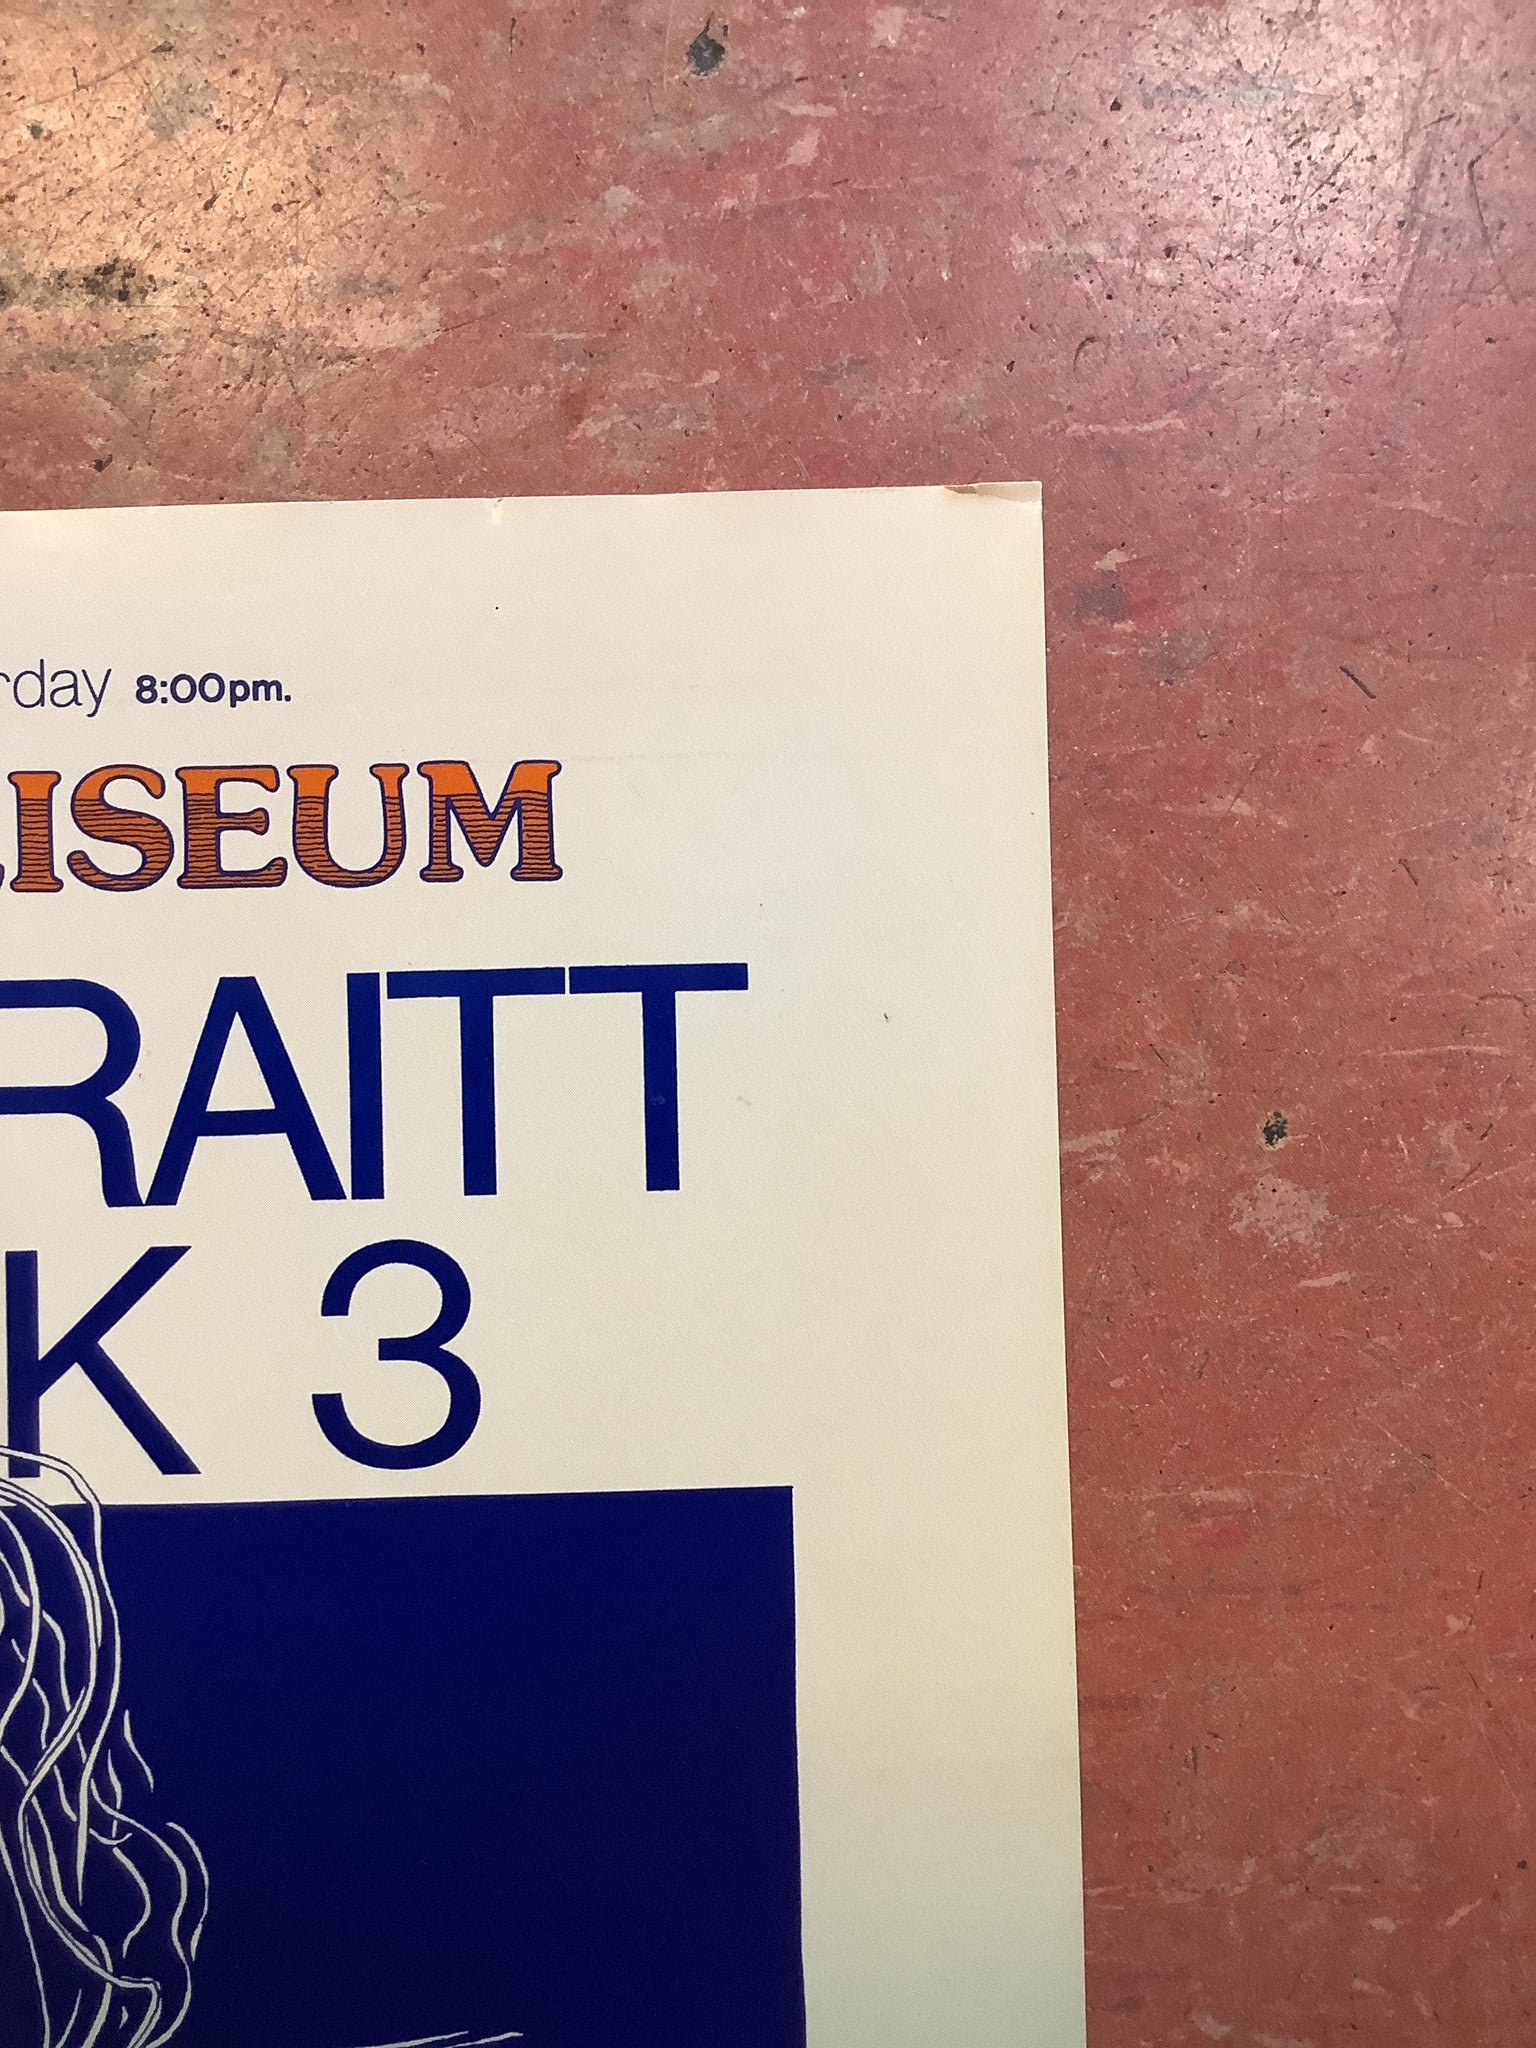 rday 8:00pm.
LISEUM
RAITT
K 3